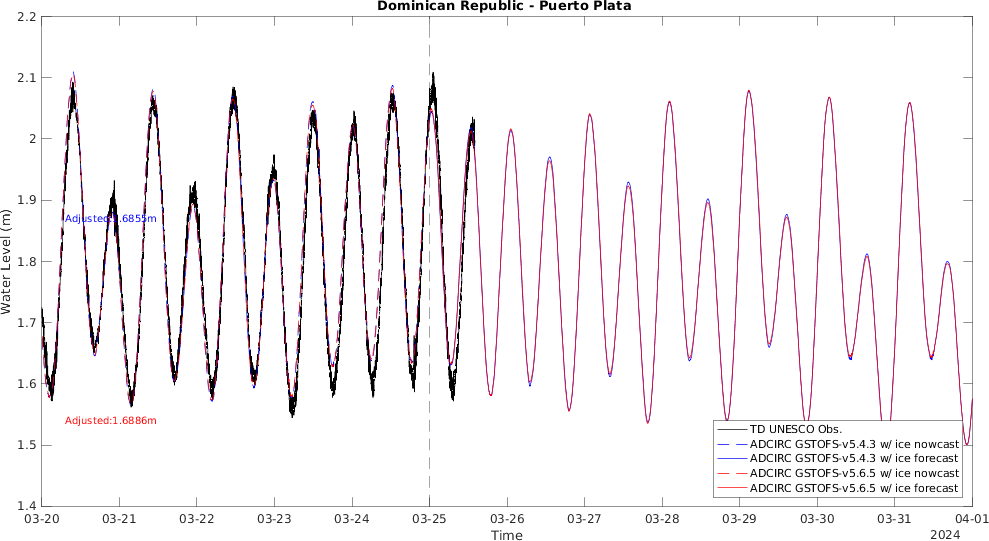 Dominican Republic - Puerto Plata
Water Level (m)
2.2
2.1
2
1.9
1.8
1.7
1.6
1.5
1.4
Adjusted:1.6855m
Adjusted:1.6886m
TD UNESCO Obs.
ADCIRC GSTOFS-v5.4.3 w/ ice nowcast
ADCIRC GSTOFS-v5.4.3 w/ ice forecast
ADCIRC GSTOFS-v5.6.5 w/ ice nowcast
ADCIRC GSTOFS-v5.6.5 w/ ice forecast
03-20 03-21 03-22 03-23 03-24 03-25 03-26 03-27 03-28 03-29 03-30 03-31 04-01
Time
2024